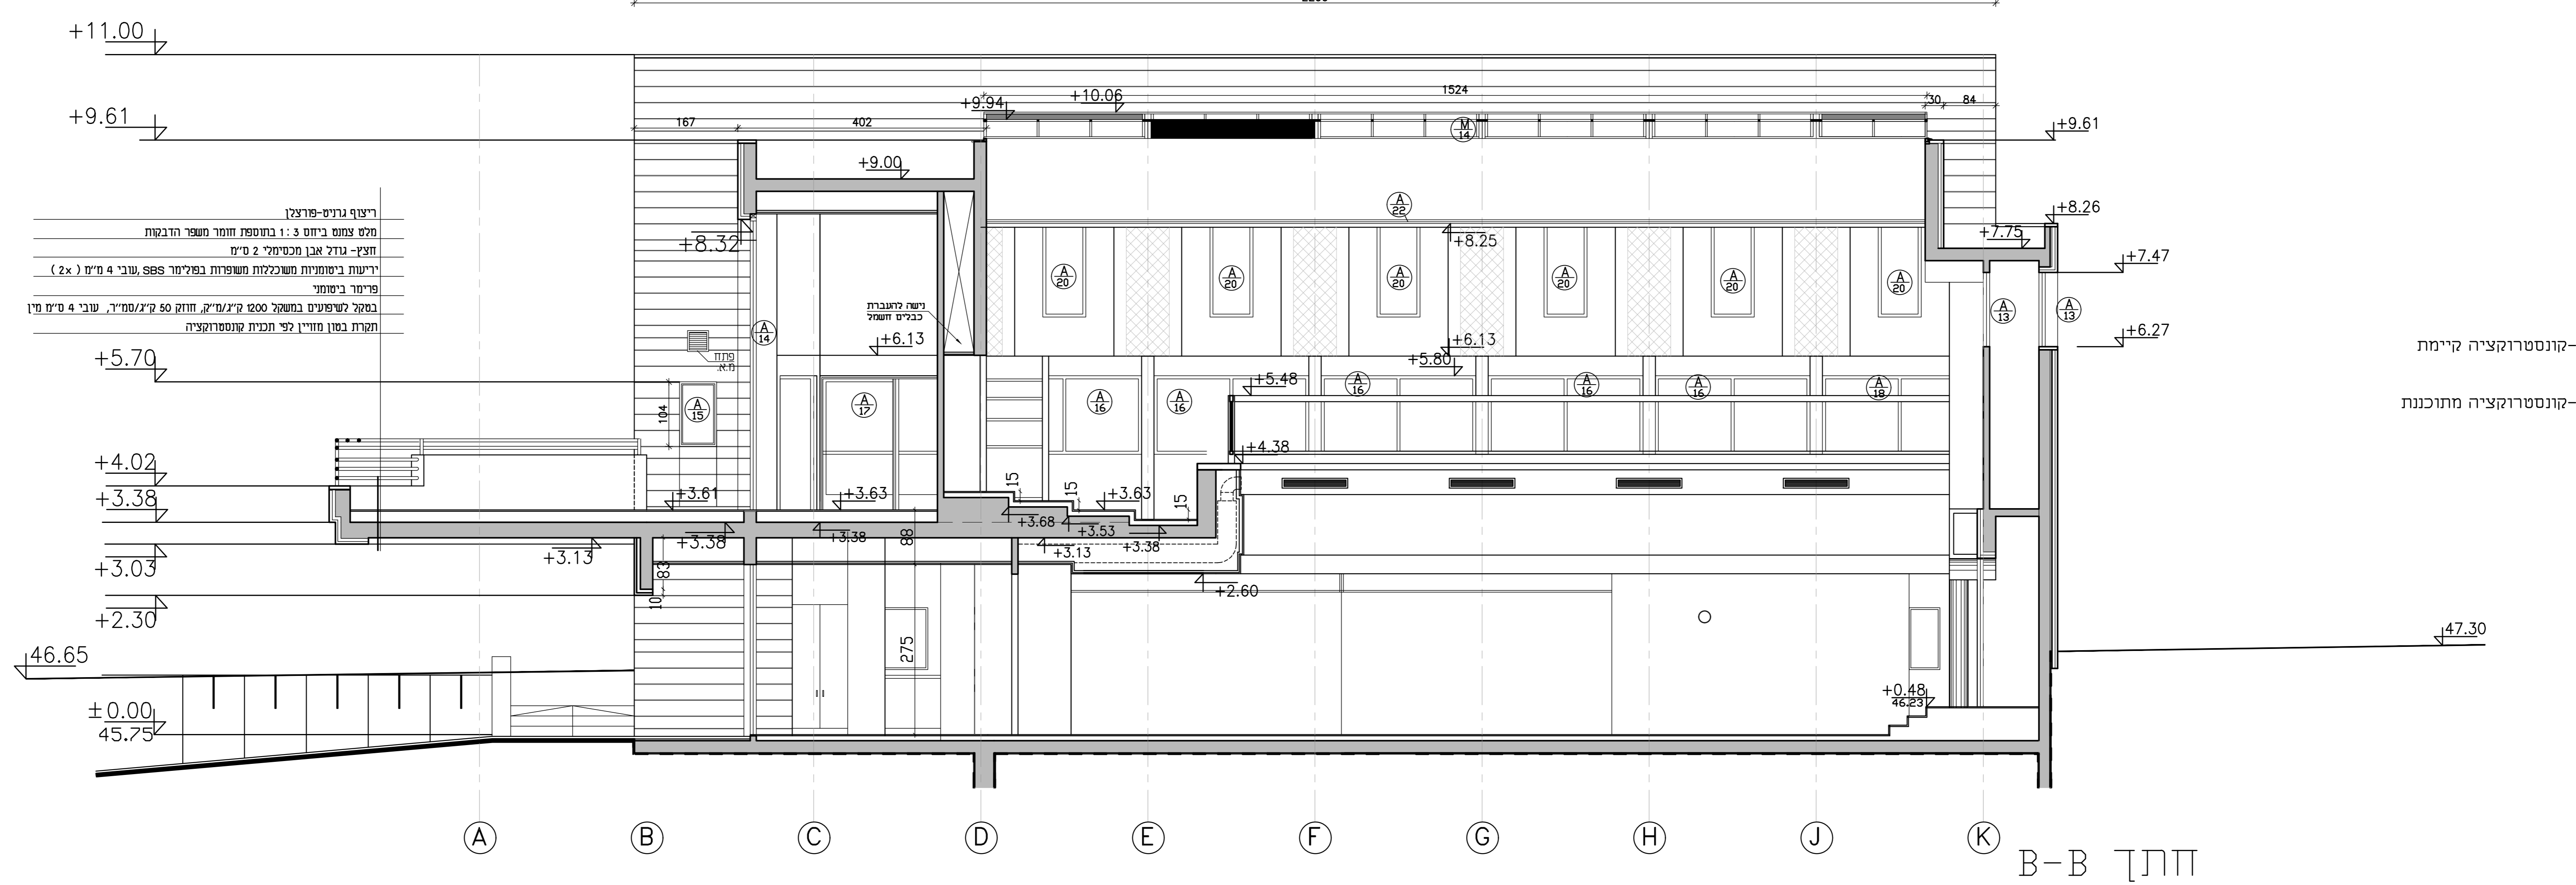 +11.00
+9.61
1524
30
84
+9.94
+10.06
167
402
M
14
+9.61
+9.00
+8.26
ריצוף גרניט-פורצלן
מלט צמנט ביחס 3 : 1 בתוספת חומר משפר הדבקות
חצץ- גודל אבן מכסימלי 2 ס״מ
יריעות ביטומניות משוכללות משופרות בפולימר SBS ,עובי 4 מ״מ ( 2x )
פרימר ביטומני
בטקל לשיפועים במשקל 1200 ק״ג/מ״ק, חוזק 50 ק״ג/סמ״ר, עובי 4 ס״מ מין
תקרת בטון מזויין לפי תכנית קונסטרוקציה
A
22
+8.32
+8.25
+7.75
+7.47
A
20
A
20
A
20
A
20
A
20
A
20
A
13
A
13
נישה להעברת
כבלים חשמל
A
14
+6.13
+6.13
+6.27
פתח
מ.א.
+5.80
-קונסטרוקציה קיימת
+5.70
+5.48
104
A
15
A
17
A
16
A
16
A
16
A
16
A
16
A
18
-קונסטרוקציה מתוכננת
+4.38
+4.02
15
15
15
+3.61
+3.63
+3.63
+3.38
+3.68
+3.53
+3.38
+3.38
+3.38
88
+3.13
+3.13
+3.03
83
10
+2.60
+2.30
275
46.65
47.30
+0.48
46.23
±0.00
45.75
A
B
C
D
E
F
G
H
J
K
חתך B-B